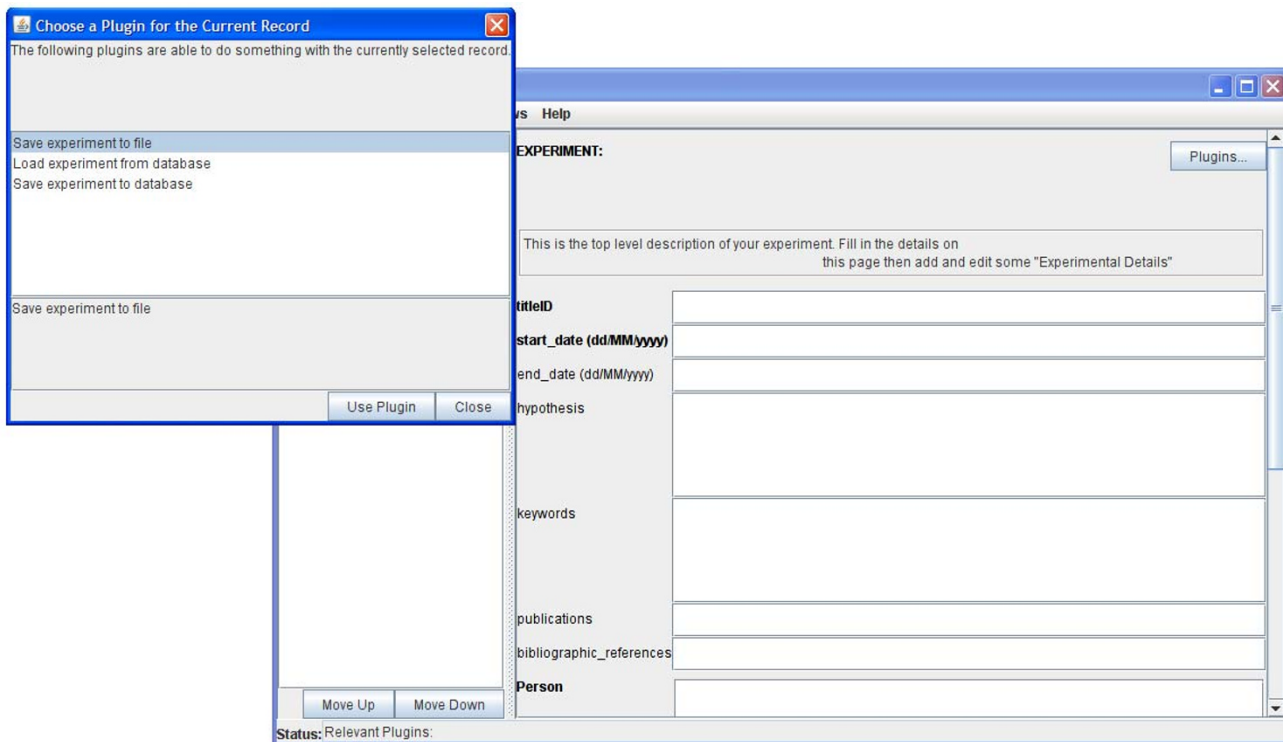 Choose a Plugin for the Current Record
The following plugins are able to do something with the currently selected record.
Save experiment to file
Load experiment from database
Save experiment to database
Save experiment to file
Use Plugin Close
Help
EXPERIMENT:
Plugins...
This is the top level description of your experiment. Fill in the details on
this page then add and edit some "Experimental Details"
titleID
start_date (dd/MM/yyyy)
end_date (dd/MM/yyyy)
hypothesis
keywords
publications
bibliographic_references
Person
Move Up Move Down
Status: Relevant Plugins: